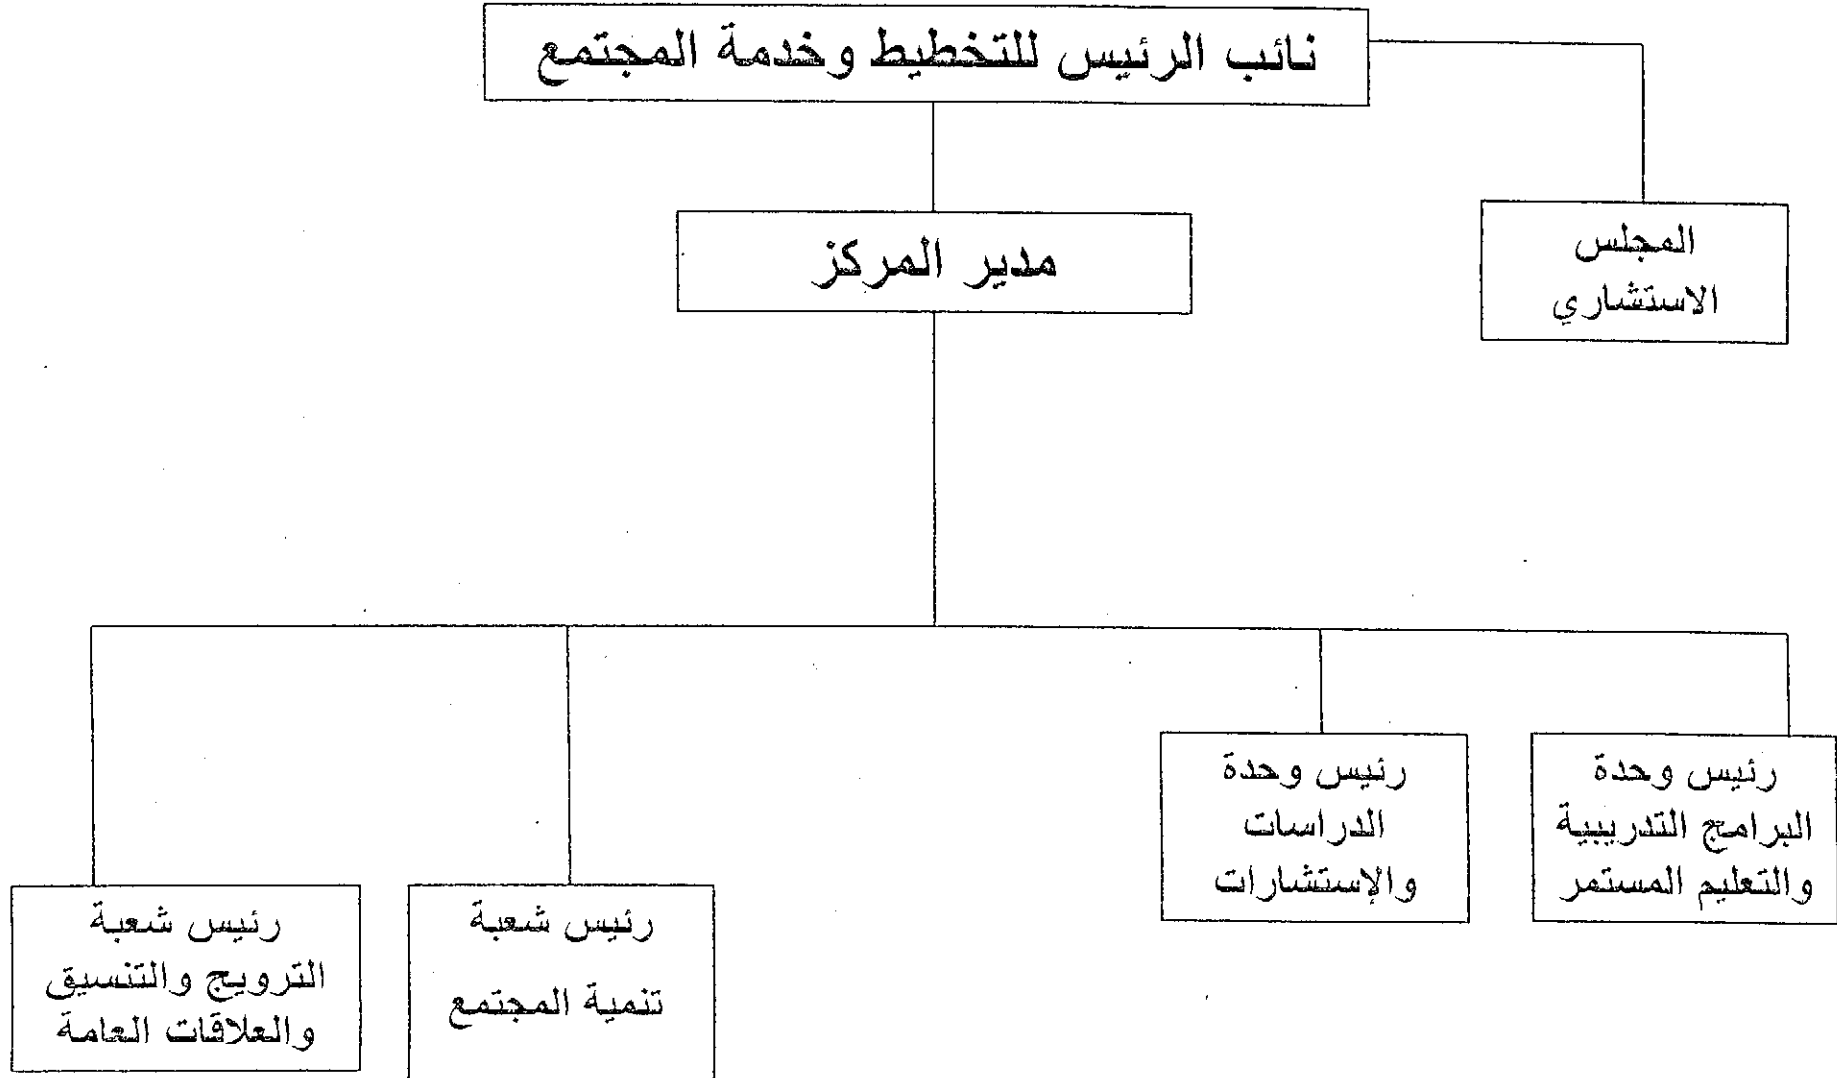 نائب الرئيس للتخطيط وخدمة المجتمع
مدير المركز
المجلس
الاستشاري
رئيس وحدة
البرامج التدريبية
والتعليم المستمر
رئيس وحدة
الدراسات
والإستشارات
رئيس شعبة
تنمية المجتمع
رئيس شعبة
الترويج والتنسيق
والعلاقات العامة